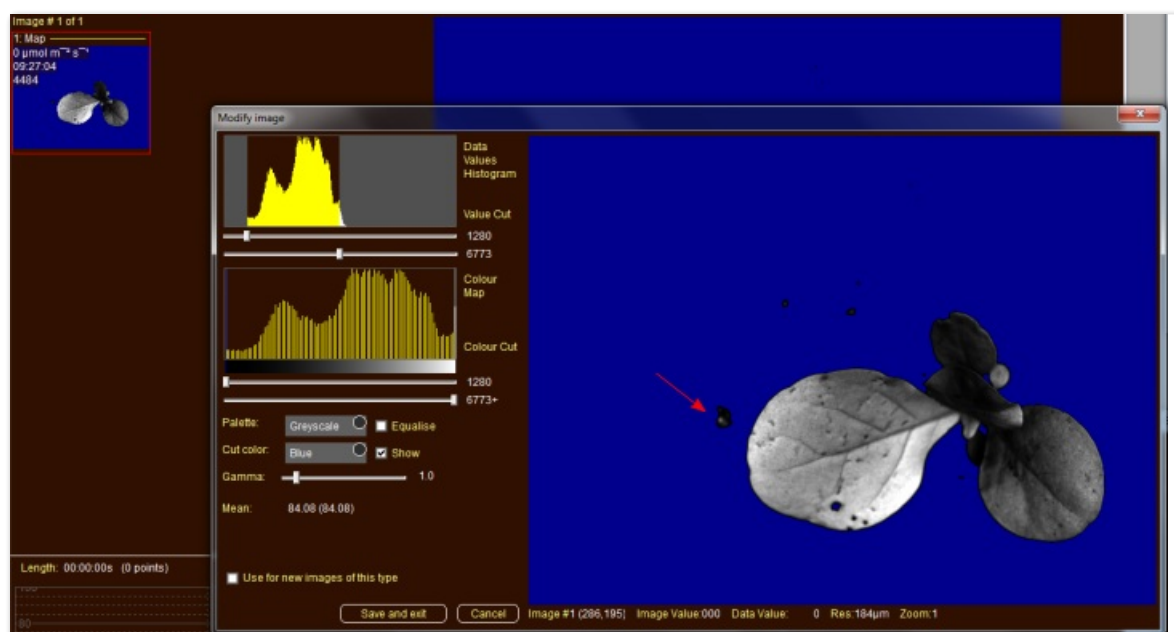 Image # 1 of 1
1: Map
0 µmol m⁻² s⁻¹
09:27:04
4484
Modify image
Data
Values
Histogram
Value Cut
1280
6773
Colour
Map
Colour Cut
1280
6773+
Palette: Greyscale Equalise
Cut color: Blue Show
Gamma: 1.0
Mean: 84.08 (84.08)
Use for new images of this type
Save and exit Cancel Image #1 (286,195) Image Value:000 Data Value: 0 Res:184µm Zoom:1
Length: 00:00:00s (0 points)
100
80